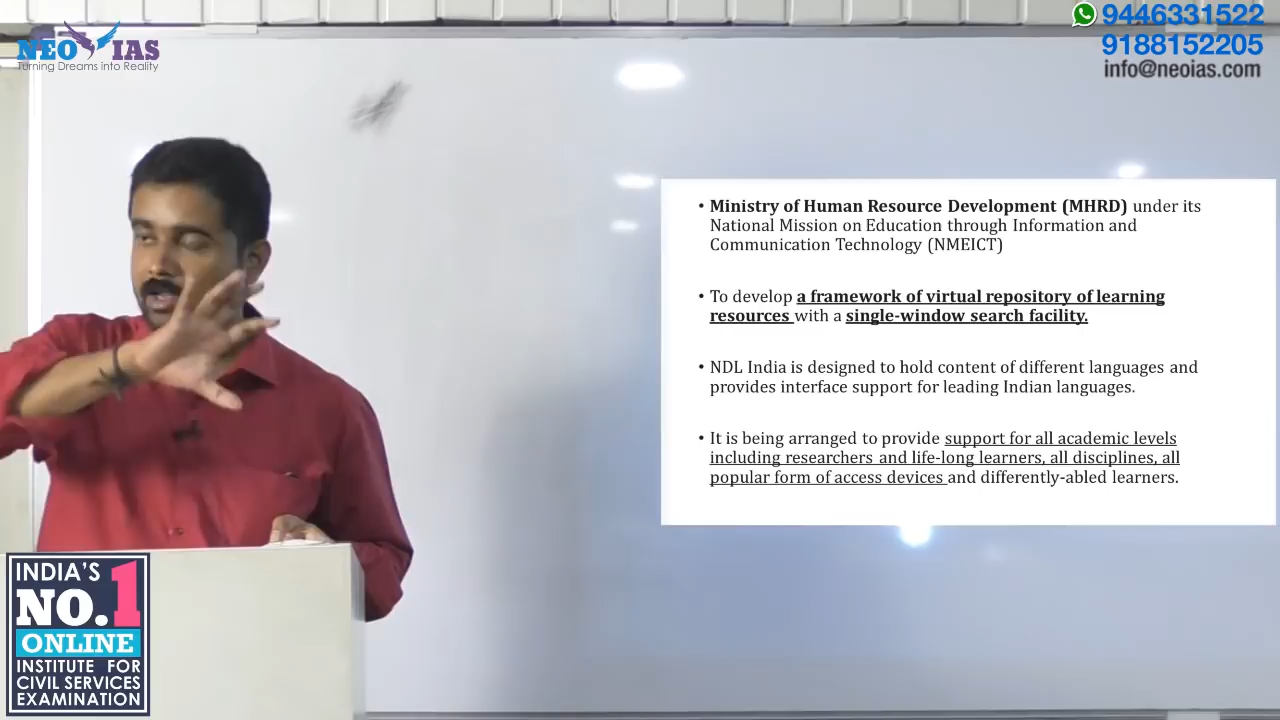 NEO IAS
Turning Dreams into Reality
9446331522
9188152205
info@neoias.com
• Ministry of Human Resource Development (MHRD) under its
National Mission on Education through Information and
Communication Technology (NMEICT)
• To develop a framework of virtual repository of learning
resources with a single-window search facility.
• NDL India is designed to hold content of different languages and
provides interface support for leading Indian languages.
• It is being arranged to provide support for all academic levels
including researchers and life-long learners, all disciplines, all
popular form of access devices and differently-abled learners.
INDIA'S
NO.1
ONLINE
INSTITUTE FOR
CIVIL SERVICES
EXAMINATION